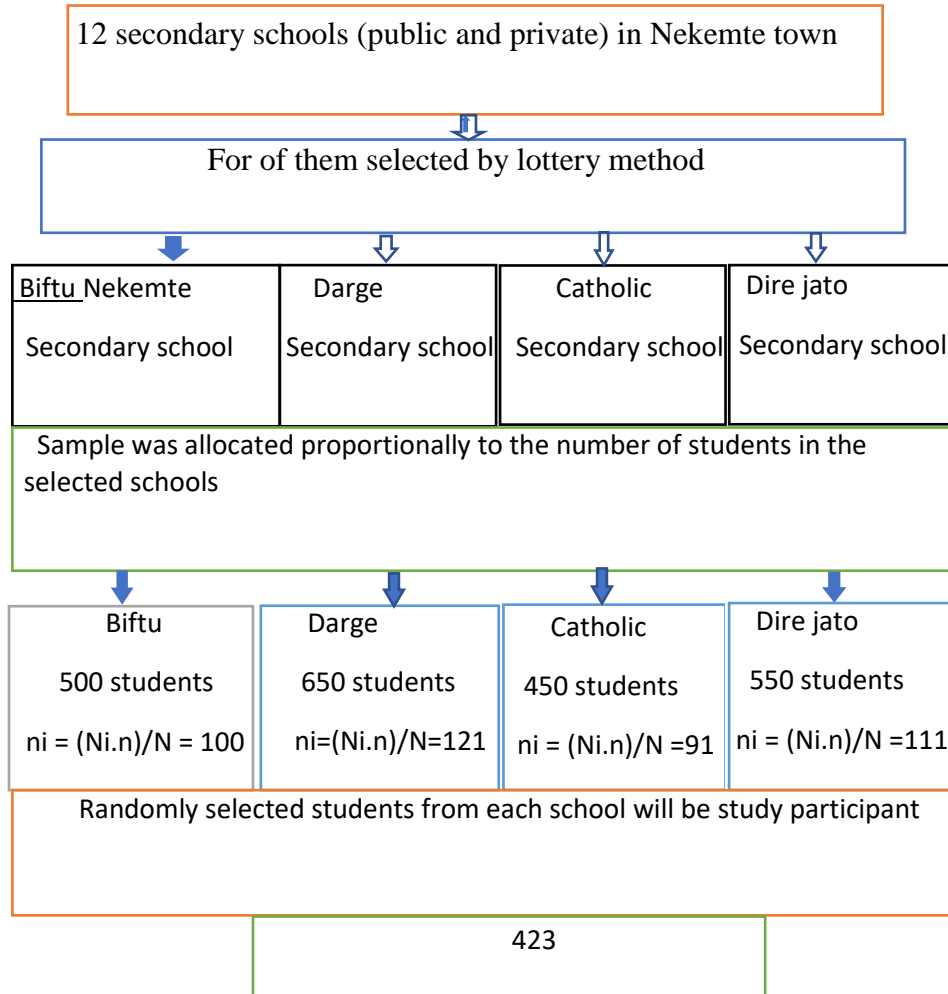 12 secondary schools (public and private) in Nekemte town
For of them selected by lottery method
Biftu Nekemte
Secondary school
Darge
Secondary school
Catholic
Secondary school
Dire jato
Secondary school
Sample was allocated proportionally to the number of students in the
selected schools
Biftu
500 students
ni = (Ni.n)/N = 100
Darge
650 students
ni=(Ni.n)/N=121
Catholic
450 students
ni = (Ni.n)/N =91
Dire jato
550 students
ni = (Ni.n)/N =111
Randomly selected students from each school will be study participant
423